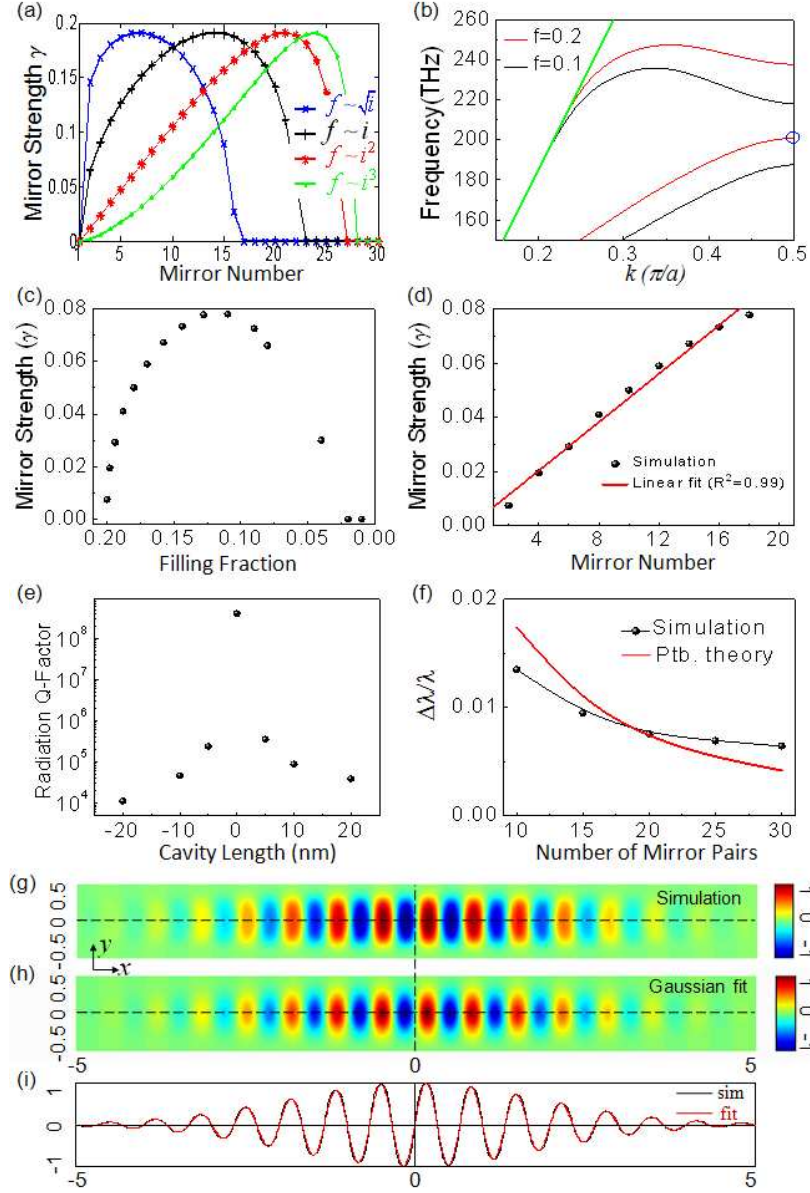 (a)
Mirror Strength γ
0.2
0.15
0.1
0.05
0
5 10 15 20 25 30
Mirror Number
f ~ √i
f ~ i
f ~ i²
f ~ i³
(b)
Frequency(THz)
260
240
220
200
180
160
0.2 0.3 0.4 0.5
k (π/a)
f=0.2
f=0.1
(c)
Mirror Strength (γ)
0.08
0.06
0.04
0.02
0.00
0.20 0.15 0.10 0.05 0.00
Filling Fraction
(d)
Mirror Strength (γ)
0.08
0.06
0.04
0.02
0.00
4 8 12 16 20
Mirror Number
Simulation
Linear fit (R²=0.99)
(e)
Radiation Q-Factor
10⁸
10⁷
10⁶
10⁵
10⁴
-20 -10 0 10 20
Cavity Length (nm)
(f)
Δλ/λ
0.02
0.01
0.00
10 15 20 25 30
Number of Mirror Pairs
Simulation
Ptb. theory
(g)
-0.5 0 0.5
Simulation
y
x
1
0
-1
(h)
-0.5 0 0.5
Gaussian fit
1
0
-1
-5 0 5
(i)
1
0
-1
sim
fit
-5 0 5